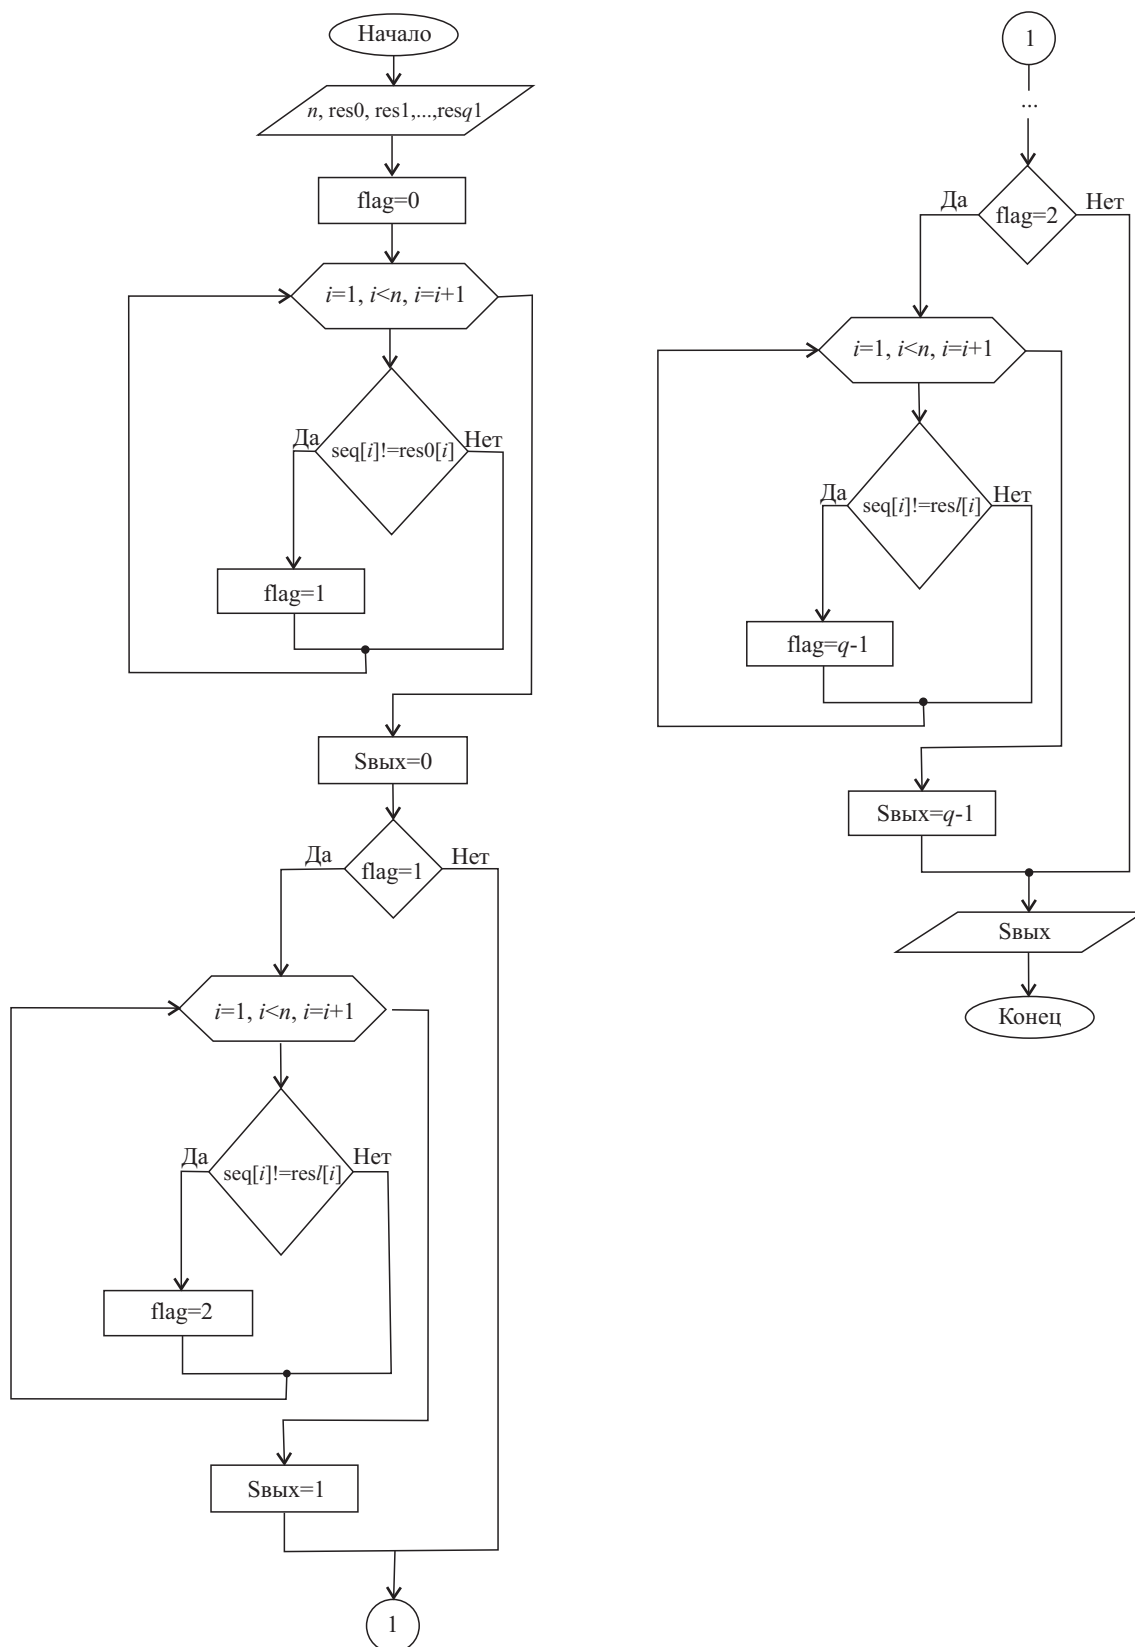 Начало
n, res0, res1,...,resq1
flag=0
i=1, i<n, i=i+1
Да
Нет
seq[i]!=res0[i]
flag=1
Sвых=0
Да
Нет
flag=1
i=1, i<n, i=i+1
Да
Нет
seq[i]!=resl[i]
flag=2
Sвых=1
1
1
...
Да
Нет
flag=2
i=1, i<n, i=i+1
Да
Нет
seq[i]!=resl[i]
flag=q-1
Sвых=q-1
Sвых
Конец